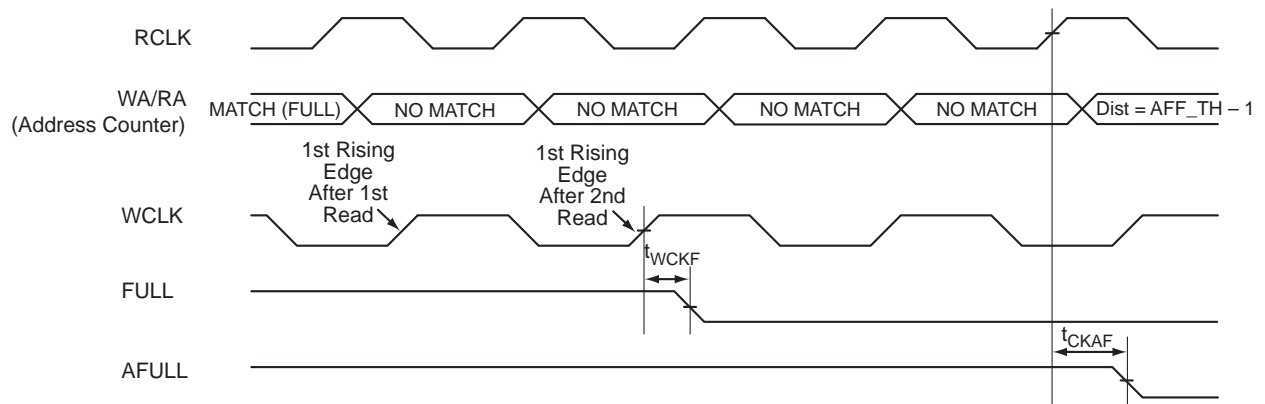 RCLK
WA/RA
(Address Counter)
MATCH (FULL)
NO MATCH
NO MATCH
NO MATCH
NO MATCH
Dist = AFF_TH – 1
1st Rising
Edge
After 1st
Read
1st Rising
Edge
After 2nd
Read
WCLK
tWCKF
FULL
tCKAF
AFULL